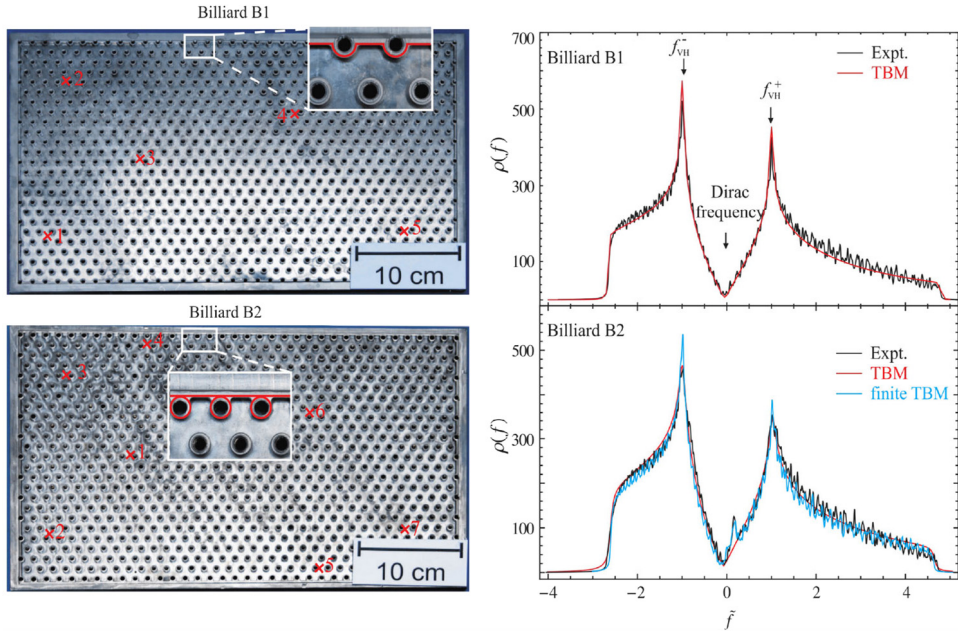 Billiard B1
2
4
3
1
5
10 cm
Billiard B2
4
3
6
1
2
7
5
10 cm
700
Billiard B1
f⁻VH
Expt.
TBM
f⁺VH
500
ρ(f)
300
Dirac
frequency
100
Billiard B2
500
Expt.
TBM
finite TBM
ρ(f)
300
100
−4 −2 0 2 4
f̃